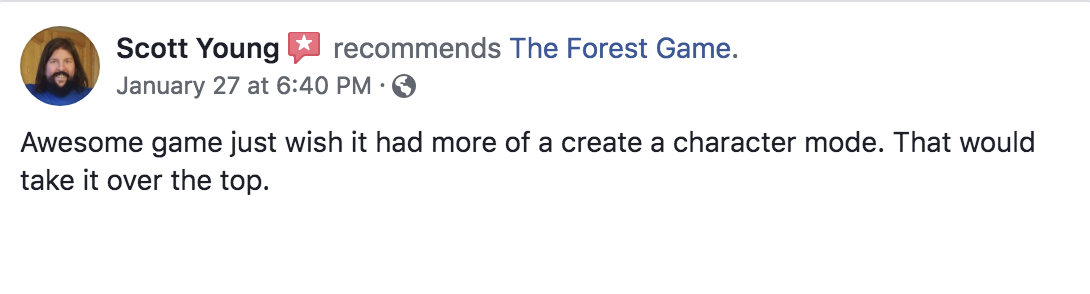 Scott Young recommends The Forest Game.
January 27 at 6:40 PM ·
Awesome game just wish it had more of a create a character mode. That would
take it over the top.